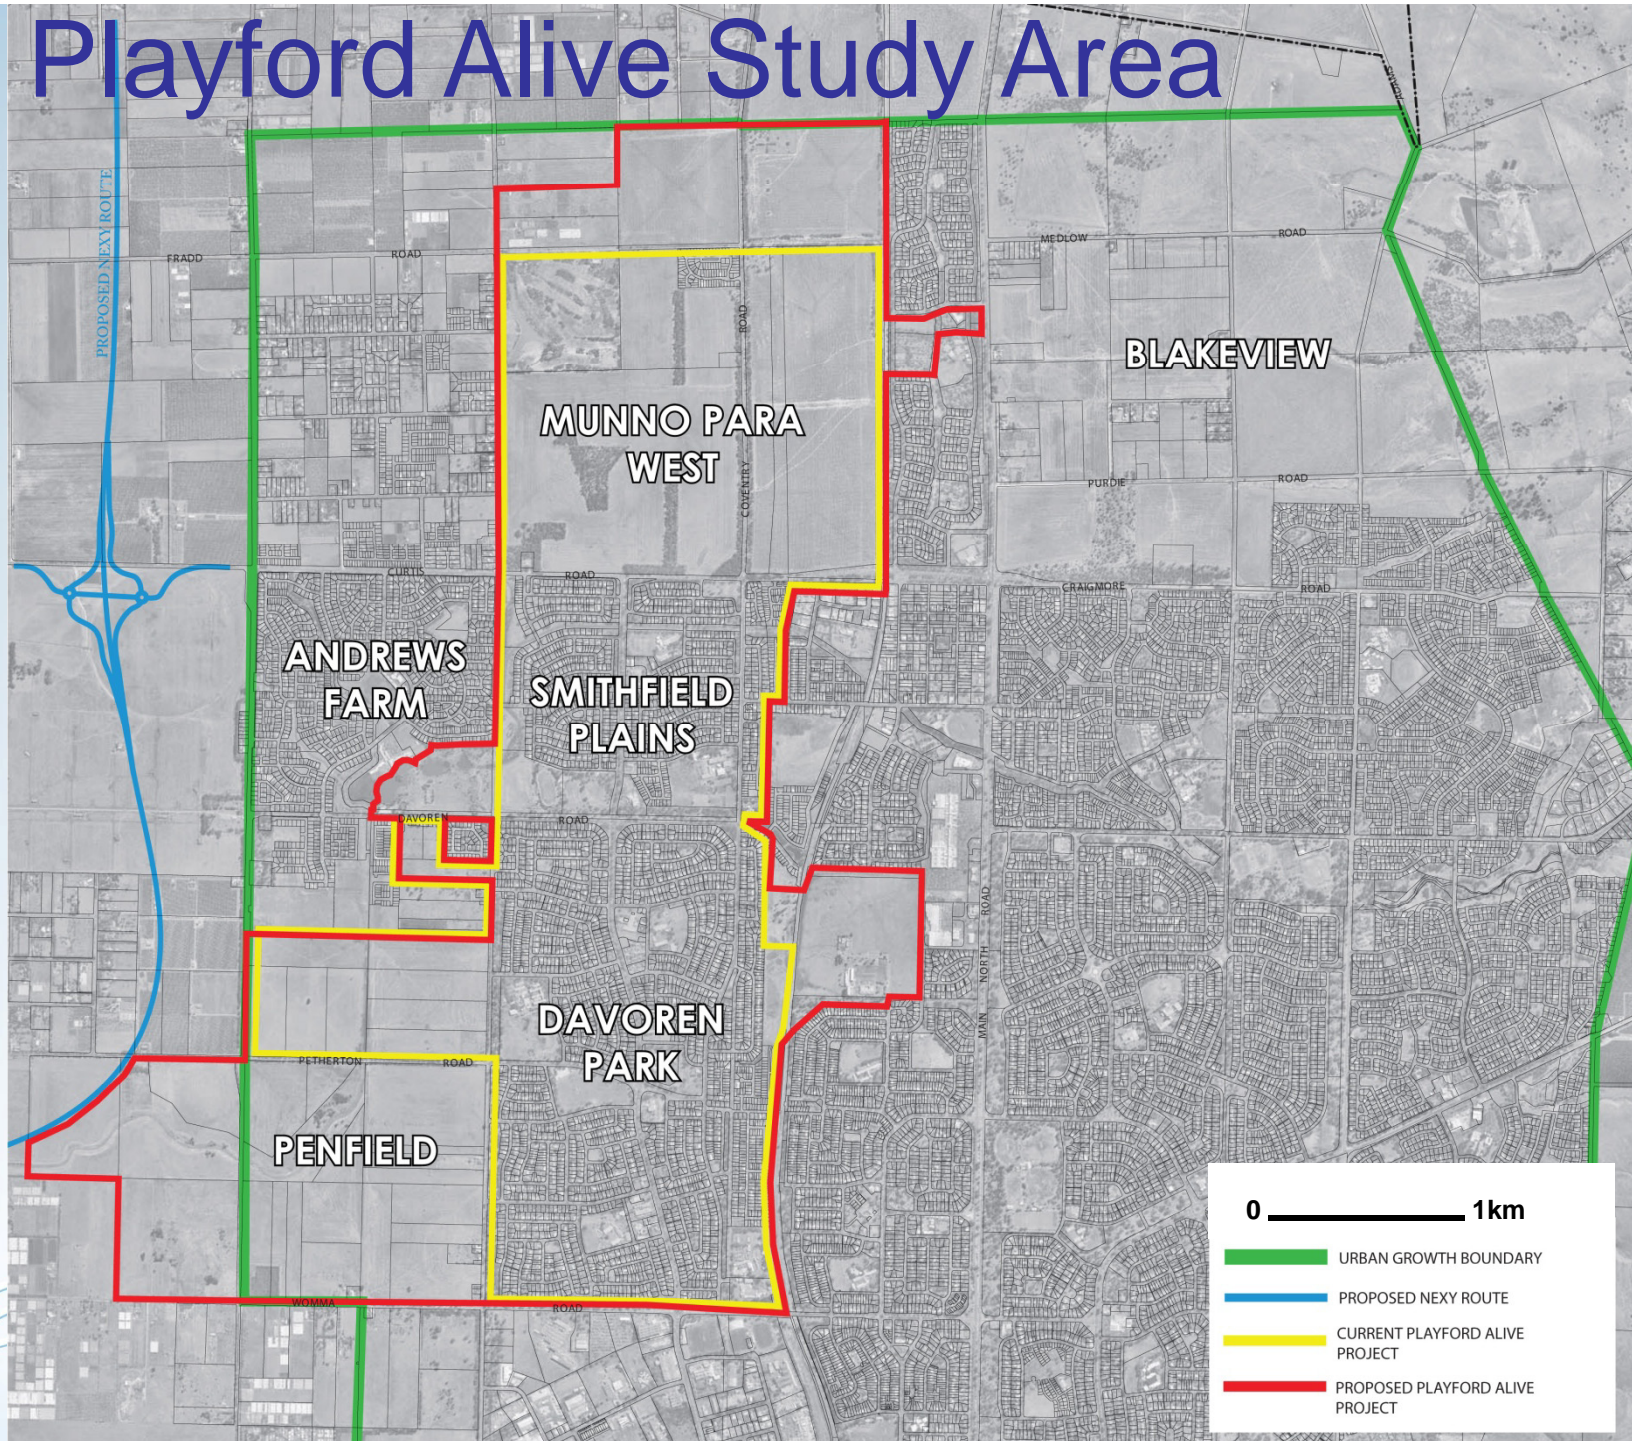 Playford Alive Study Area
ADAMS
PROPOSED NEXY ROUTE
FRADD ROAD
MEDLOW ROAD
ROAD
COVENTRY
BLAKEVIEW
MUNNO PARA
WEST
PURDIE ROAD
CURTIS ROAD
CRAIGMORE ROAD
ANDREWS
FARM
SMITHFIELD
PLAINS
DAVOREN ROAD
MAIN NORTH ROAD
DAVOREN
PARK
PETHERTON ROAD
PENFIELD
WOMMA ROAD
0 1km
URBAN GROWTH BOUNDARY
PROPOSED NEXY ROUTE
CURRENT PLAYFORD ALIVE
PROJECT
PROPOSED PLAYFORD ALIVE
PROJECT